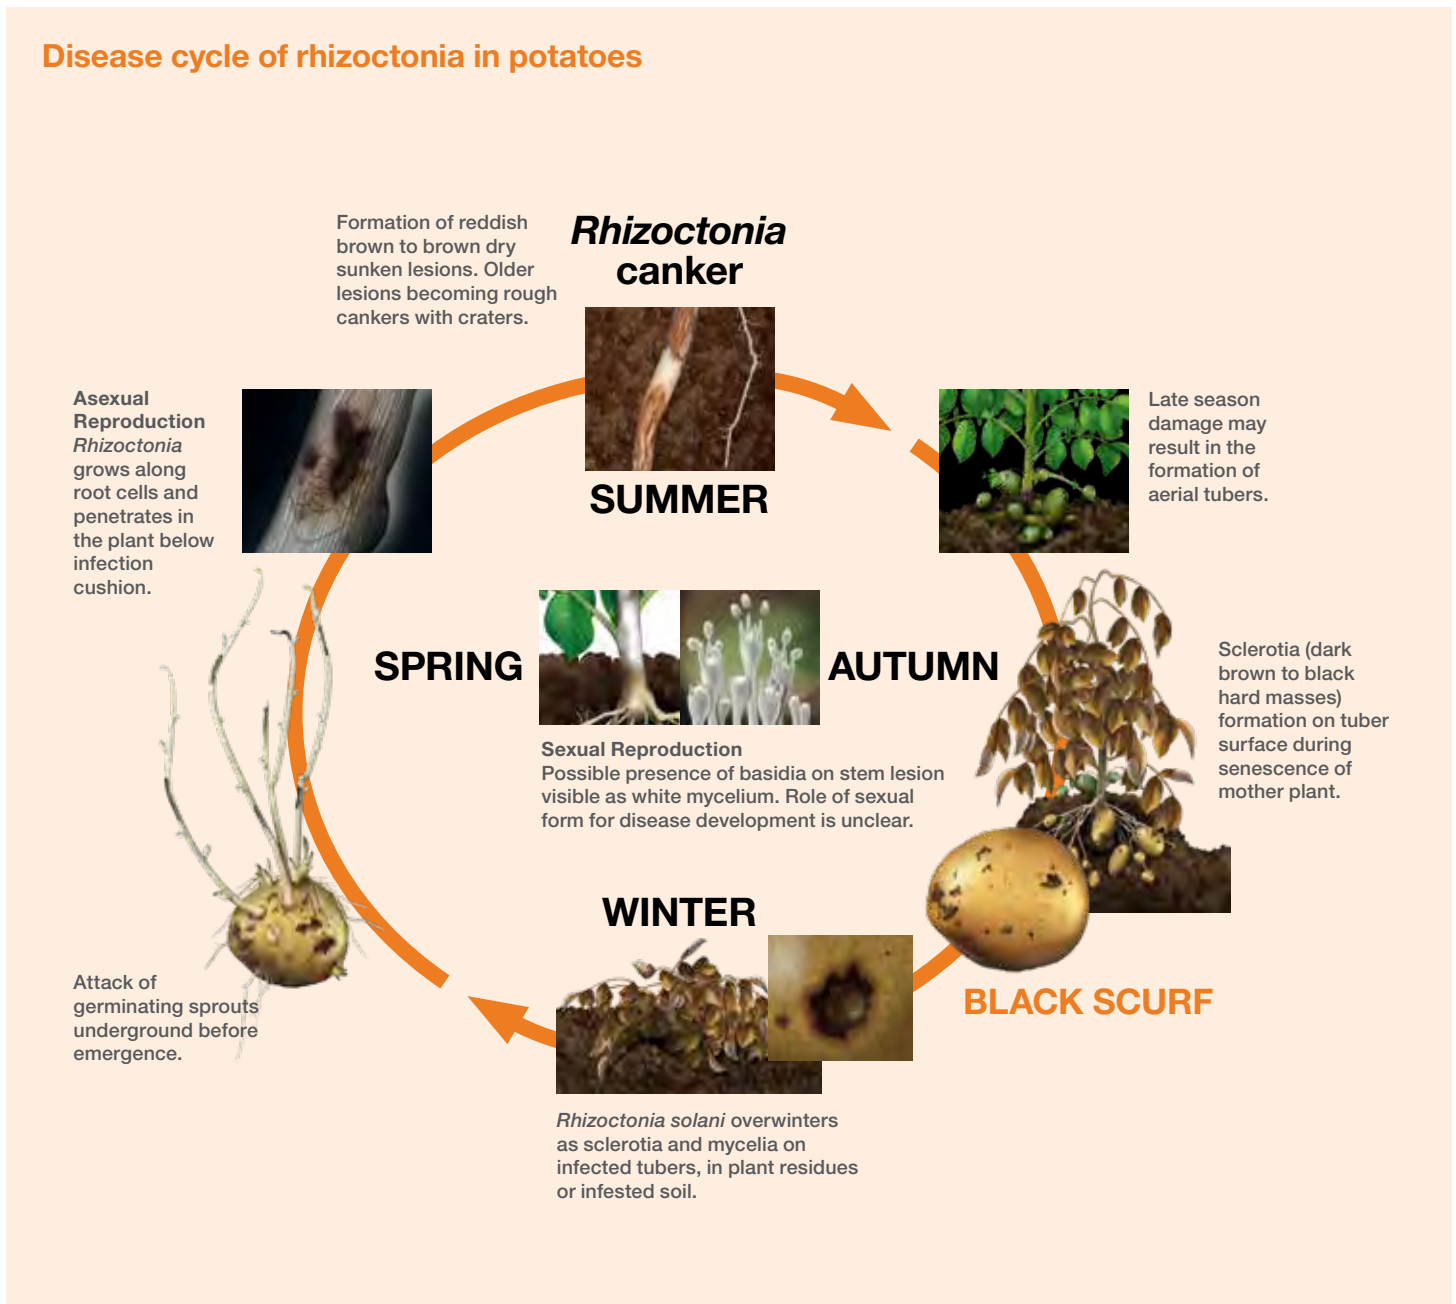 Disease cycle of rhizoctonia in potatoes
Formation of reddish
brown to brown dry
sunken lesions. Older
lesions becoming rough
cankers with craters.
Rhizoctonia
canker
SUMMER
Asexual
Reproduction
Rhizoctonia
grows along
root cells and
penetrates in
the plant below
infection
cushion.
Late season
damage may
result in the
formation of
aerial tubers.
SPRING
AUTUMN
Sexual Reproduction
Possible presence of basidia on stem lesion
visible as white mycelium. Role of sexual
form for disease development is unclear.
Sclerotia (dark
brown to black
hard masses)
formation on tuber
surface during
senescence of
mother plant.
WINTER
BLACK SCURF
Attack of
germinating sprouts
underground before
emergence.
Rhizoctonia solani overwinters
as sclerotia and mycelia on
infected tubers, in plant residues
or infested soil.